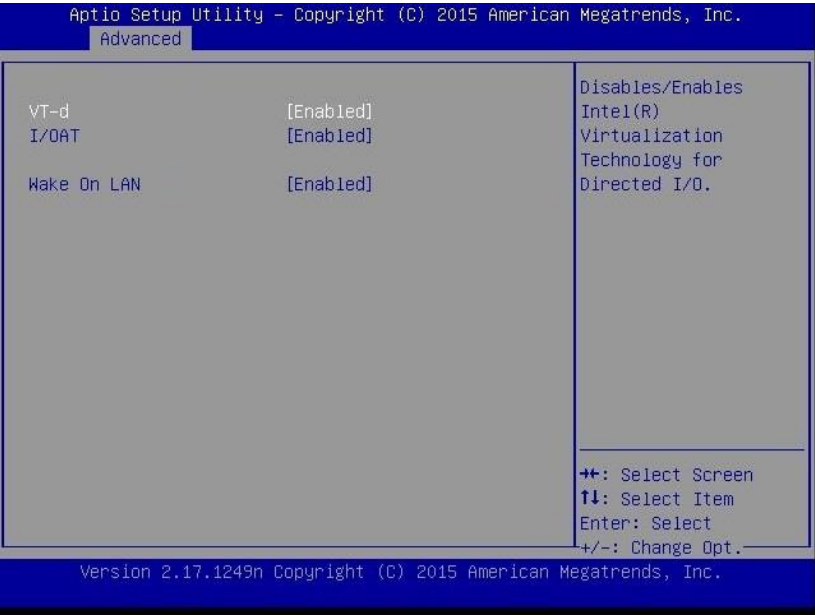 Aptio Setup Utility – Copyright (C) 2015 American Megatrends, Inc.
Advanced
VT-d [Enabled]
I/OAT [Enabled]
Wake On LAN [Enabled]
Disables/Enables
Intel(R)
Virtualization
Technology for
Directed I/O.
→←: Select Screen
↑↓: Select Item
Enter: Select
+/-: Change Opt.
Version 2.17.1249n Copyright (C) 2015 American Megatrends, Inc.